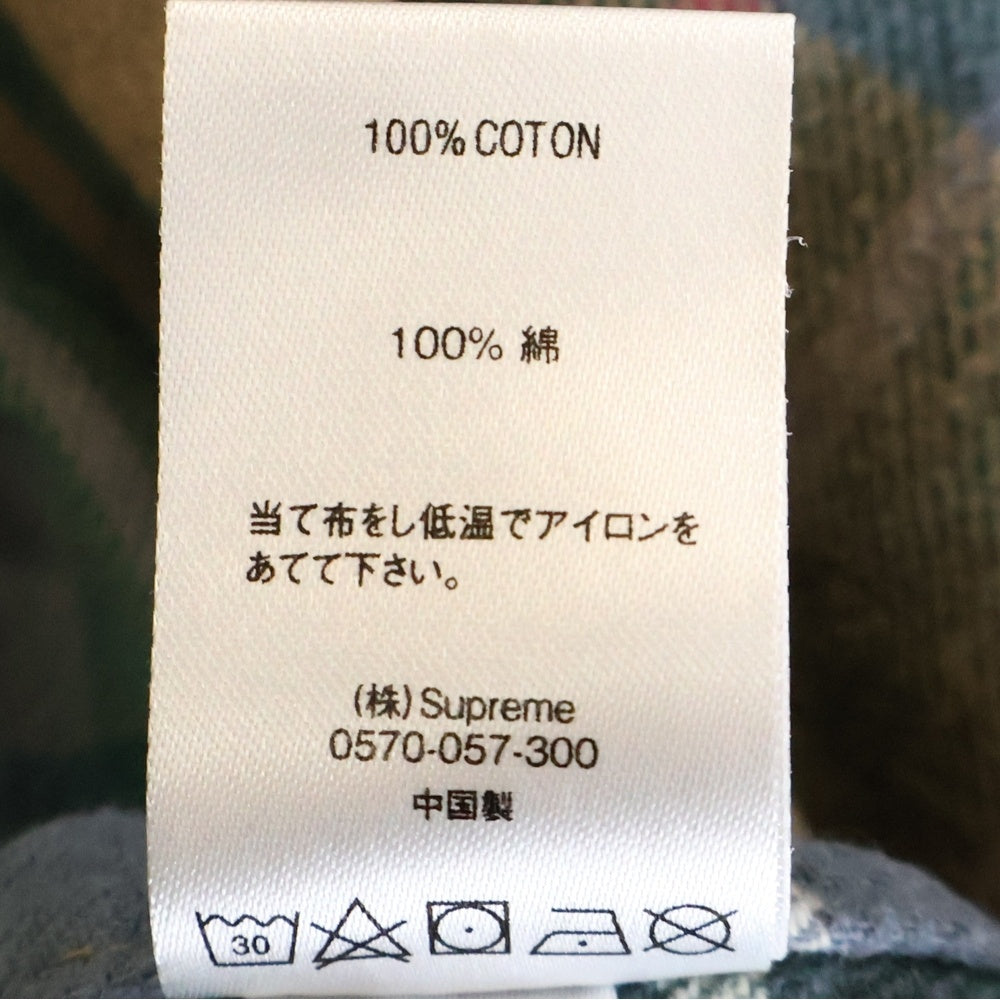 100% COTON
100% 綿
当て布をし低温でアイロンを
あてて下さい。
(株) Supreme
0570-057-300
中国製
30